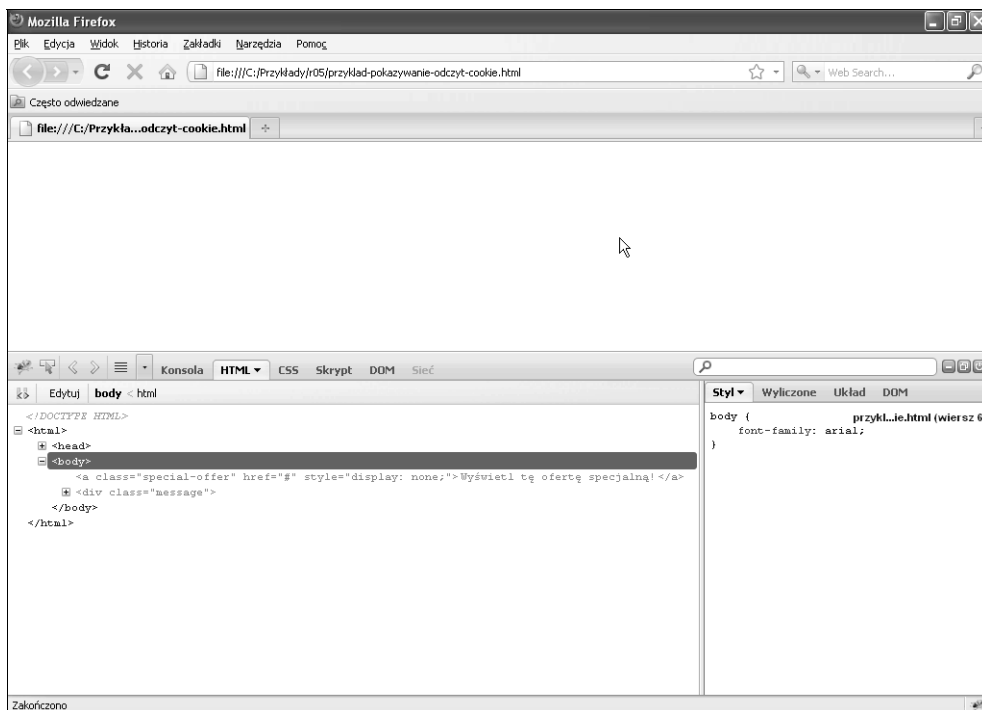 Mozilla Firefox
Plik Edycja Widok Historia Zakładki Narzędzia Pomoc
file:///C:/Przykłady/r05/przyklad-pokazywanie-odczyt-cookie.html Web Search...
Często odwiedzane
file:///C:/Przykła...odczyt-cookie.html
Konsola HTML CSS Skrypt DOM Sieć
Edytuj body < html Styl Wyliczone Układ DOM
<!DOCTYPE HTML>
<html>
<head>
<body>
<a class="special-offer" href="#" style="display: none;">Wyświetl tę ofertę specjalną!</a>
<div class="message">
</body>
</html>
body { przykl...ie.html (wiersz 6
font-family: arial;
}
Zakończono